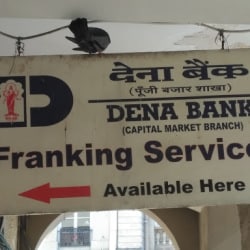 देना बैंक
(पूँजी बाजार शाखा)
DENA BANK
(CAPITAL MARKET BRANCH)
Franking Service
Available Here